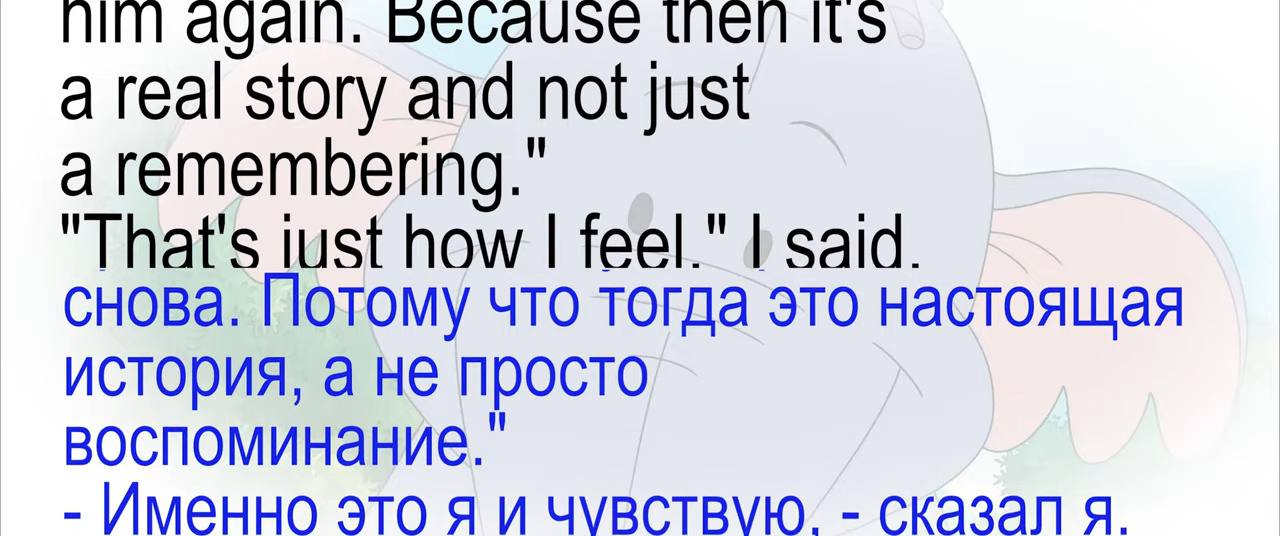 him again. Because then it's
a real story and not just
a remembering."
"That's just how I feel." I said.
снова. Потому что тогда это настоящая
история, а не просто
воспоминание."
- Именно это я и чувствую, - сказал я.